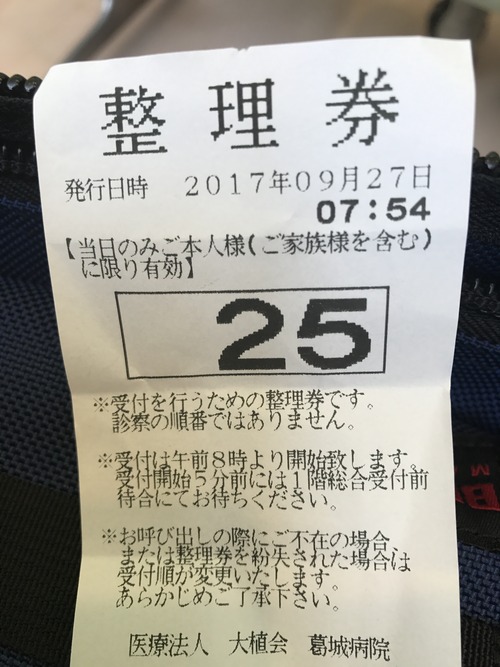 整理券
発行日時 2017年09月27日
07:54
【当日のみご本人様(ご家族様を含む)
に限り有効】
25
※受付を行うための整理券です。
診察の順番ではありません。
※受付は午前8時より開始致します。
受付開始5分前には1階総合受付前
待合にてお待ちください。
※お呼び出しの際にご不在の場合、
または整理券を紛失された場合は
受付順が変更いたします。
あらかじめご了承下さい。
医療法人 大植会 葛城病院